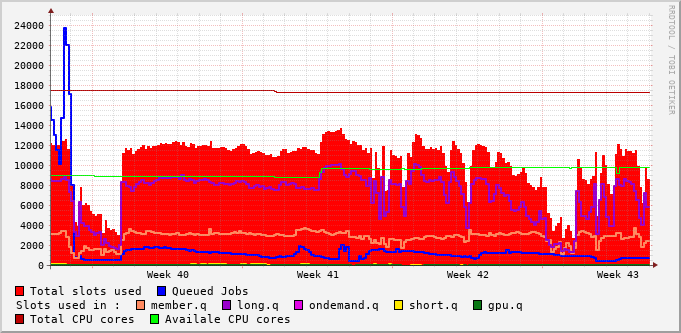 RRDTOOL / TOBI OETIKER
24000
22000
20000
18000
16000
14000
12000
10000
8000
6000
4000
2000
0
Week 40 Week 41 Week 42 Week 43
Total slots used Queued Jobs
Slots used in : member.q long.q ondemand.q short.q gpu.q
Total CPU cores Availale CPU cores